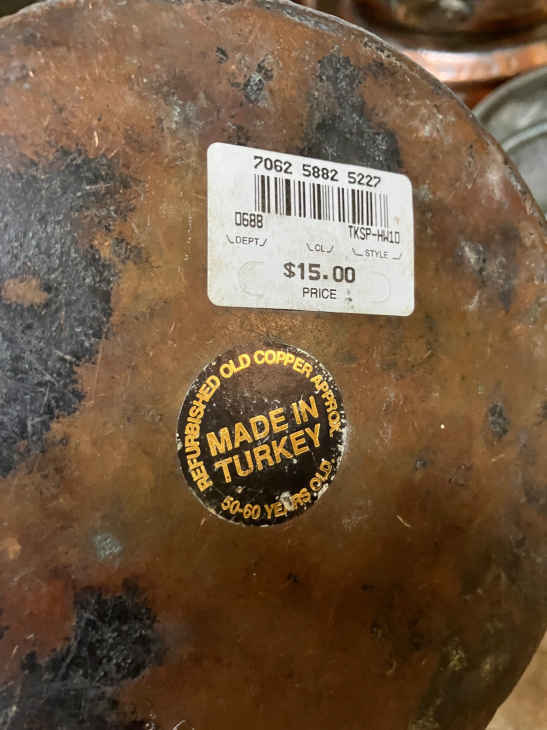 7062 5882 5227
0688
TKSP-HW10
DEPT
CL
STYLE
$15.00
PRICE
REFURBISHED OLD COPPER APPROX
MADE IN
TURKEY
50-60 YEARS OLD.